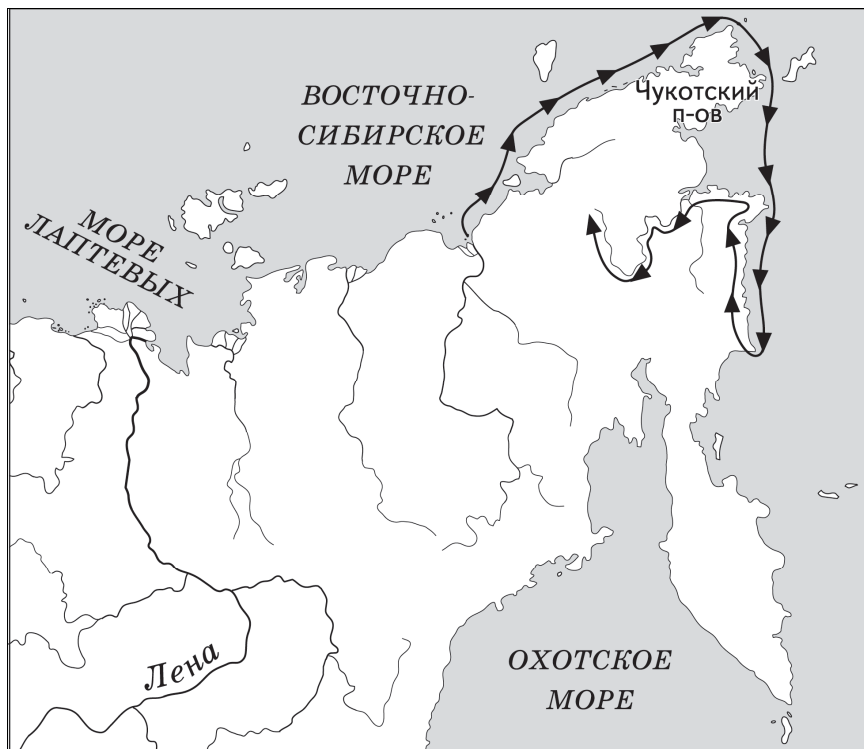 ВОСТОЧНО-
СИБИРСКОЕ
МОРЕ
Чукотский
п-ов
МОРЕ
ЛАПТЕВЫХ
Лена
ОХОТСКОЕ
МОРЕ